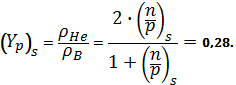 (Y_p)_s = ρ_He / ρ_B = 2 · (n/p)_s / (1 + (n/p)_s) = 0,28.